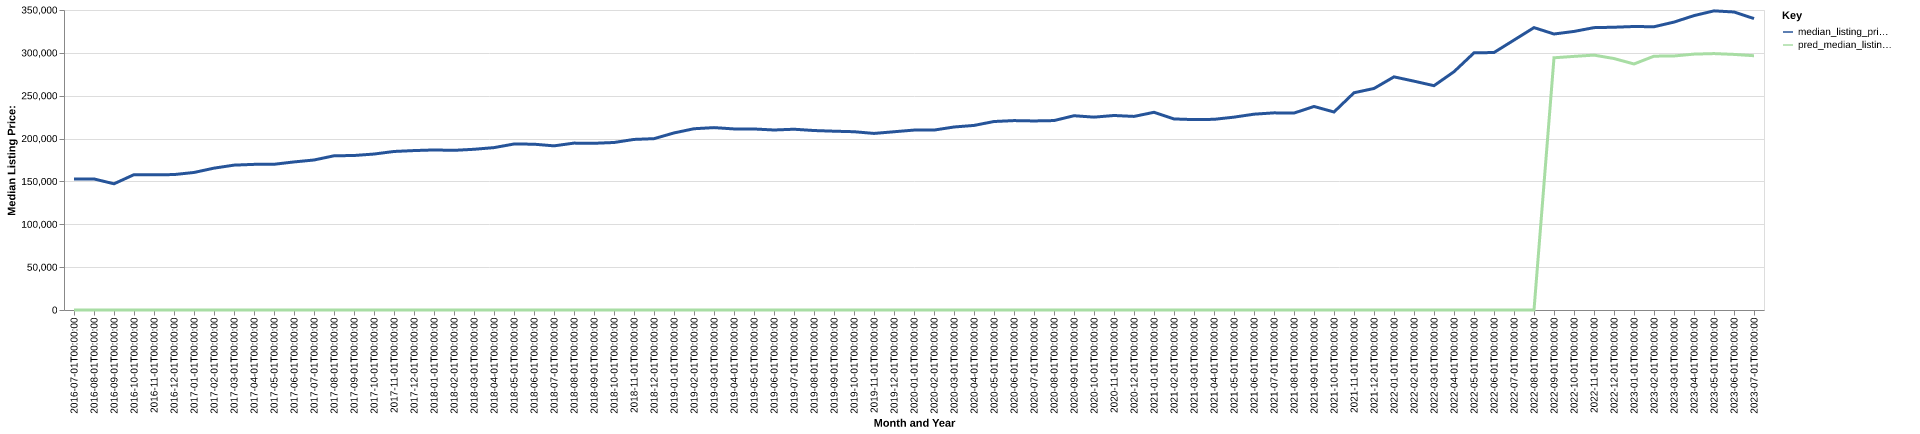 350,000
300,000
250,000
200,000
150,000
100,000
50,000
0
Median Listing Price:
2016-07-01T00:00:00
2016-08-01T00:00:00
2016-09-01T00:00:00
2016-10-01T00:00:00
2016-11-01T00:00:00
2016-12-01T00:00:00
2017-01-01T00:00:00
2017-02-01T00:00:00
2017-03-01T00:00:00
2017-04-01T00:00:00
2017-05-01T00:00:00
2017-06-01T00:00:00
2017-07-01T00:00:00
2017-08-01T00:00:00
2017-09-01T00:00:00
2017-10-01T00:00:00
2017-11-01T00:00:00
2017-12-01T00:00:00
2018-01-01T00:00:00
2018-02-01T00:00:00
2018-03-01T00:00:00
2018-04-01T00:00:00
2018-05-01T00:00:00
2018-06-01T00:00:00
2018-07-01T00:00:00
2018-08-01T00:00:00
2018-09-01T00:00:00
2018-10-01T00:00:00
2018-11-01T00:00:00
2018-12-01T00:00:00
2019-01-01T00:00:00
2019-02-01T00:00:00
2019-03-01T00:00:00
2019-04-01T00:00:00
2019-05-01T00:00:00
2019-06-01T00:00:00
2019-07-01T00:00:00
2019-08-01T00:00:00
2019-09-01T00:00:00
2019-10-01T00:00:00
2019-11-01T00:00:00
2019-12-01T00:00:00
2020-01-01T00:00:00
2020-02-01T00:00:00
2020-03-01T00:00:00
2020-04-01T00:00:00
2020-05-01T00:00:00
2020-06-01T00:00:00
2020-07-01T00:00:00
2020-08-01T00:00:00
2020-09-01T00:00:00
2020-10-01T00:00:00
2020-11-01T00:00:00
2020-12-01T00:00:00
2021-01-01T00:00:00
2021-03-01T00:00:00
2021-04-01T00:00:00
2021-05-01T00:00:00
2021-06-01T00:00:00
2021-07-01T00:00:00
2021-08-01T00:00:00
2021-09-01T00:00:00
2021-10-01T00:00:00
2021-11-01T00:00:00
2021-12-01T00:00:00
2022-01-01T00:00:00
2022-02-01T00:00:00
2022-03-01T00:00:00
2022-04-01T00:00:00
2022-05-01T00:00:00
2022-06-01T00:00:00
2022-07-01T00:00:00
2022-08-01T00:00:00
2022-09-01T00:00:00
2022-10-01T00:00:00
2022-11-01T00:00:00
2022-12-01T00:00:00
2023-01-01T00:00:00
2023-02-01T00:00:00
2023-03-01T00:00:00
2023-04-01T00:00:00
2023-05-01T00:00:00
2023-06-01T00:00:00
2023-07-01T00:00:00
Month and Year
Key
median_listing_pri…
pred_median_listin…